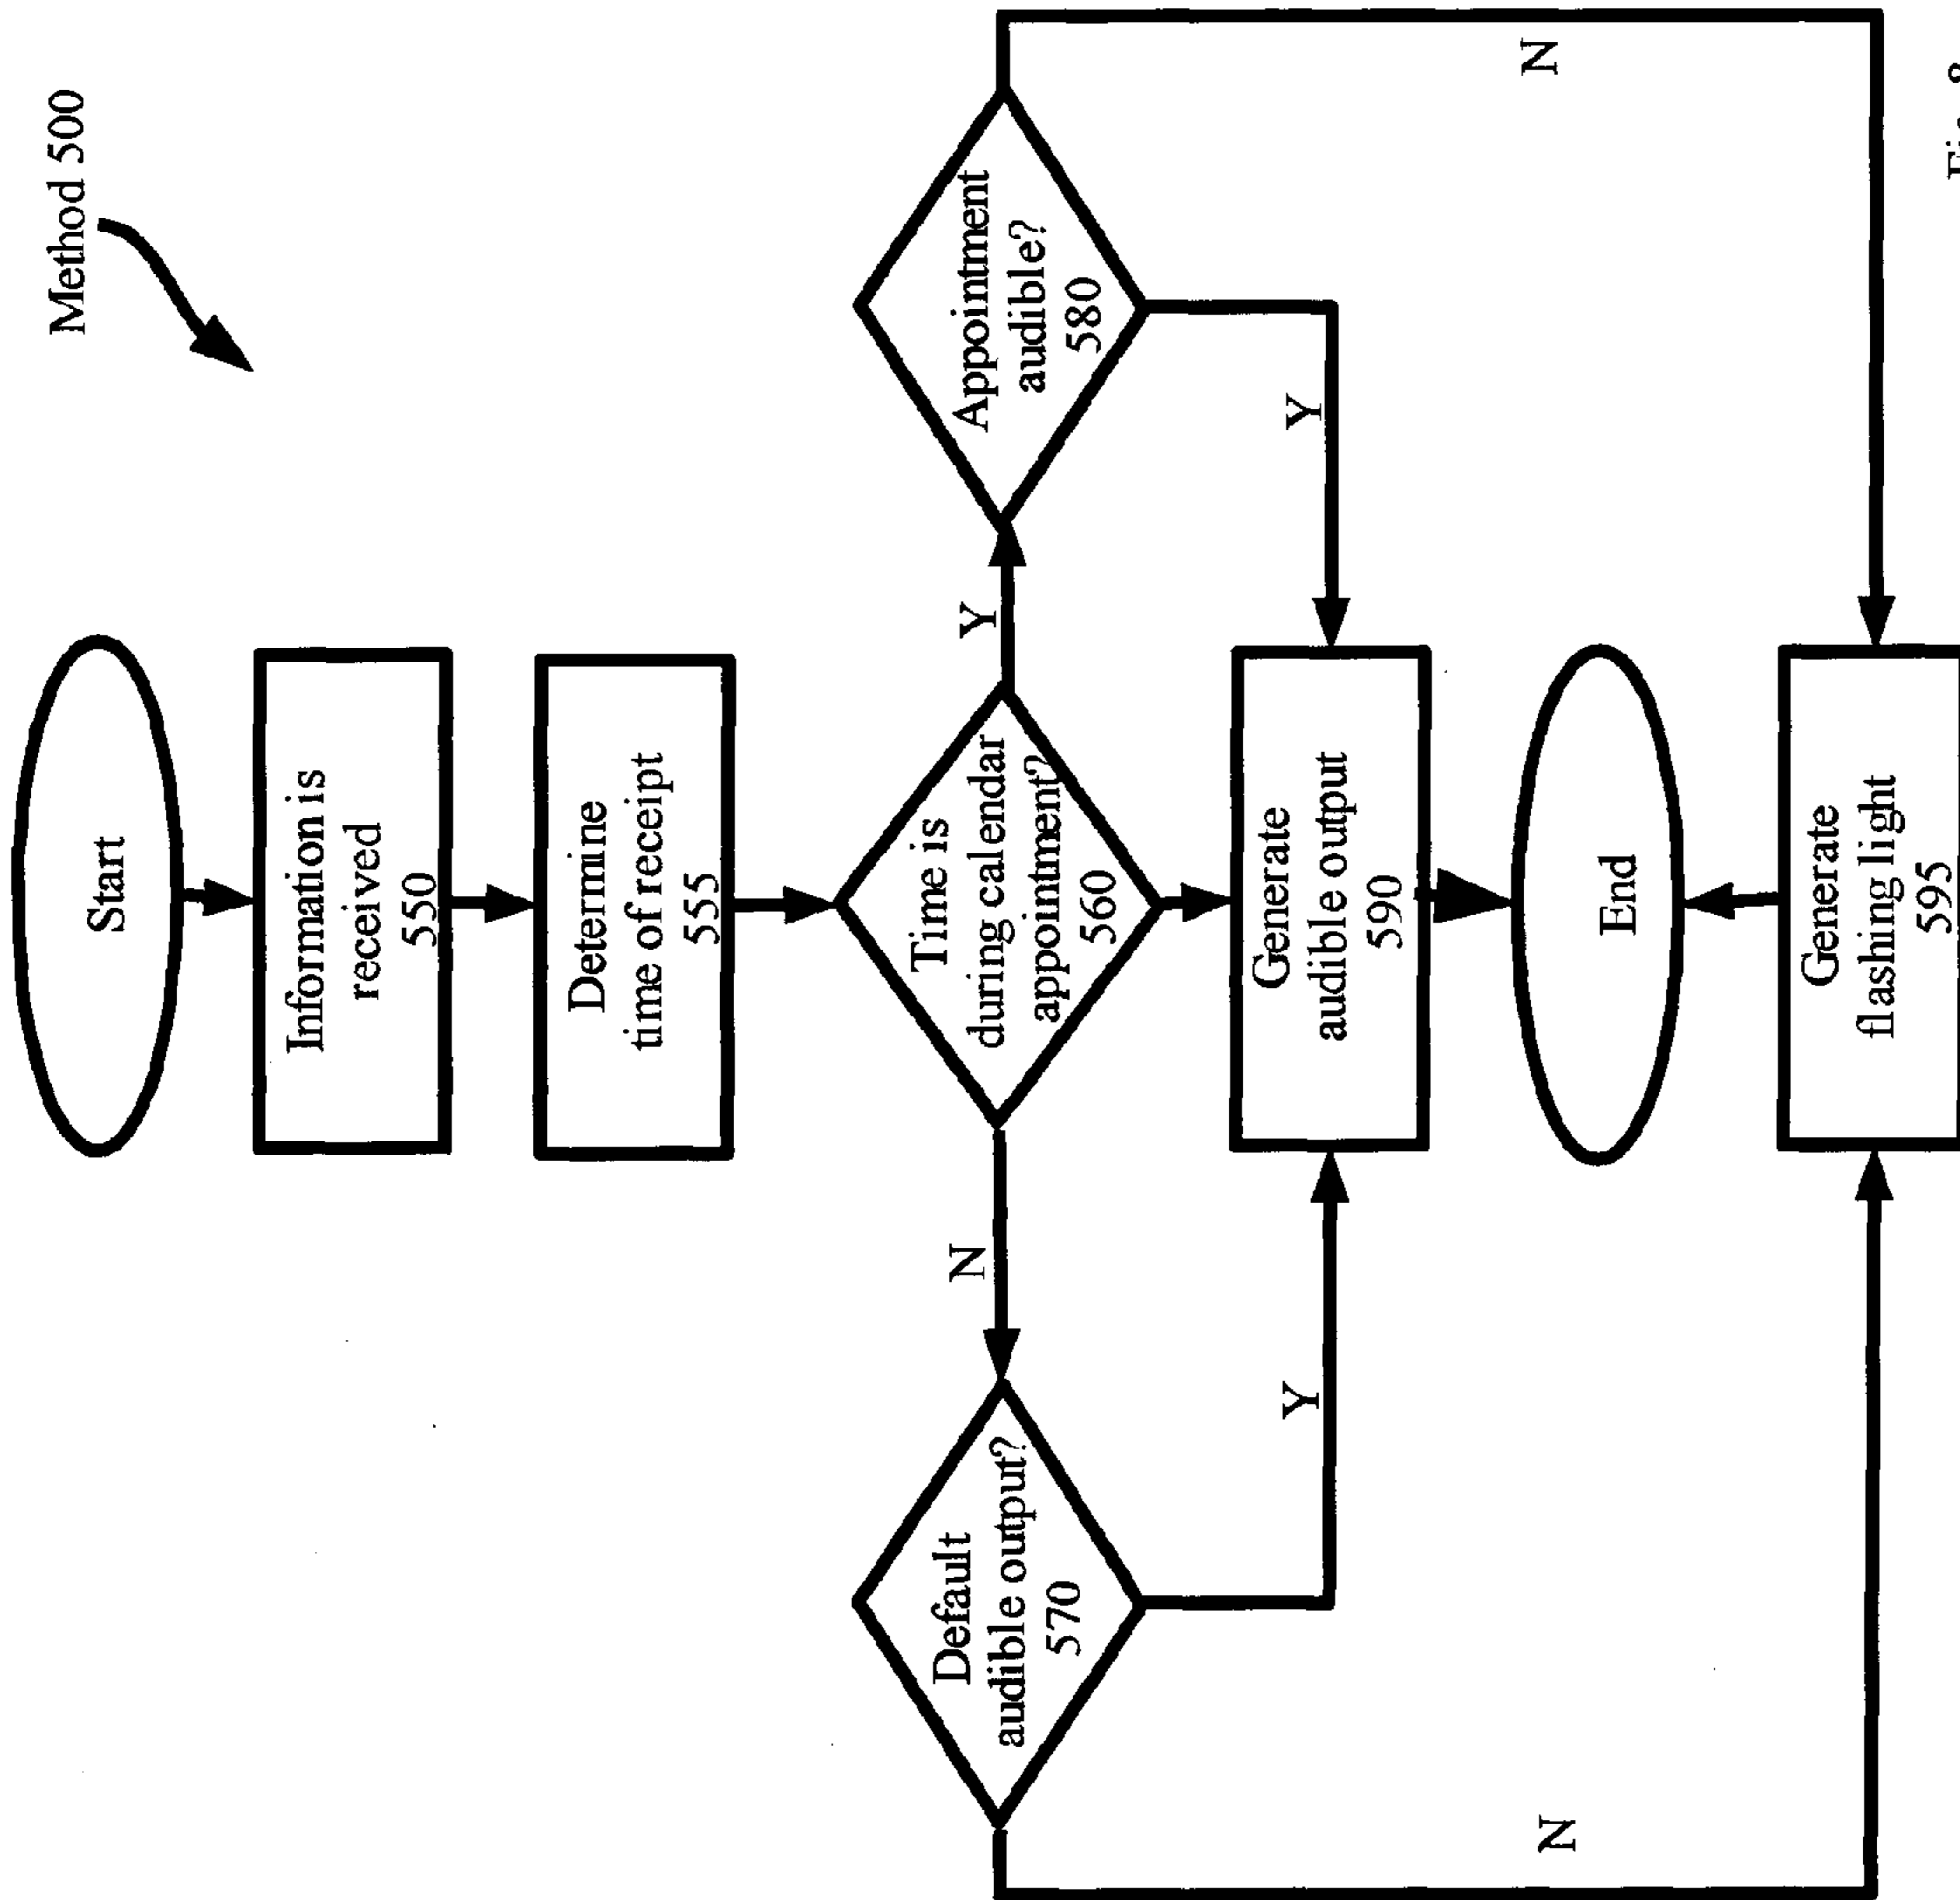 Method 500
Start
Information is
received
550
Determine
time of receipt
555
Time is
during calendar
appointment?
560
N
Y
Default
audible output?
570
Appointment
audible?
580
Y
Y
Generate
audible output
590
End
N
N
Generate
flashing light
595